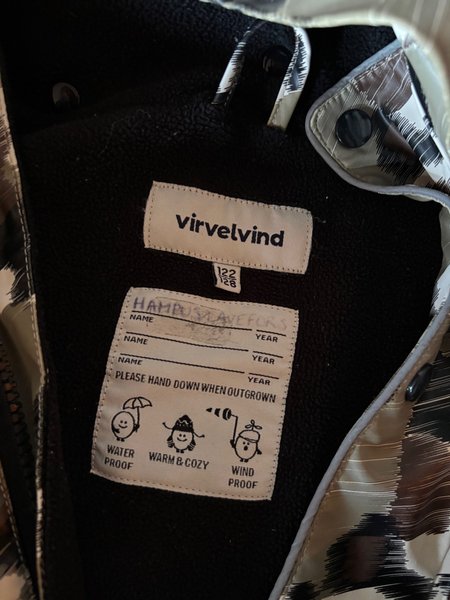 virvelvind
122
128
HAMPUS
NAME YEAR
NAME YEAR
NAME YEAR
PLEASE HAND DOWN WHEN OUTGROWN
WATER PROOF
WARM & COZY
WIND PROOF